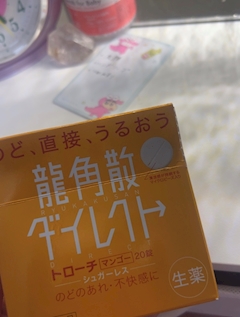 のど、直接、うるおう
龍角散
ダイレクト
トローチ マンゴー 20錠
シュガーレス
のどのあれ・不快感に
生薬